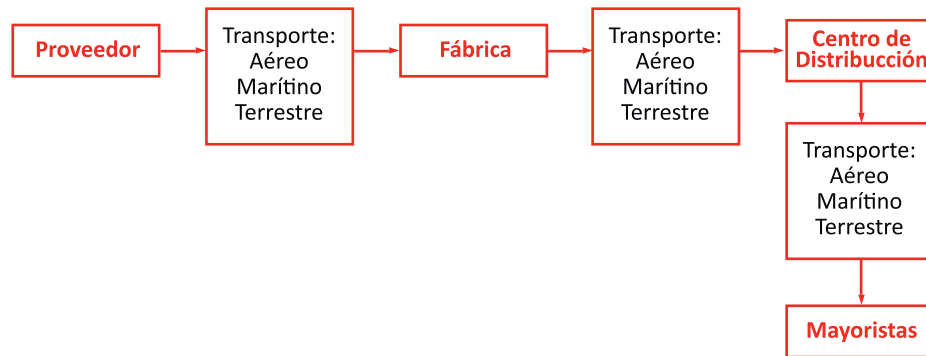 Proveedor
Transporte:
Aéreo
Marítino
Terrestre
Fábrica
Transporte:
Aéreo
Marítino
Terrestre
Centro de
Distribucción
Transporte:
Aéreo
Marítino
Terrestre
Mayoristas